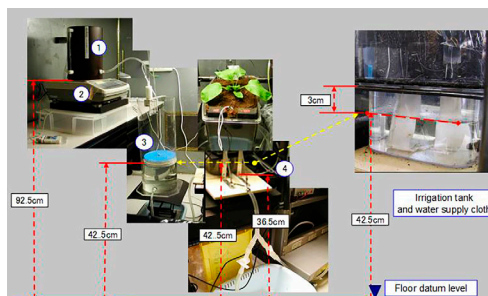 1
2
3
4
3cm
92.5cm
42..5cm
42..5cm
36.5cm
42.5cm
Irrigation tank
and water supply cloth
Floor datum level